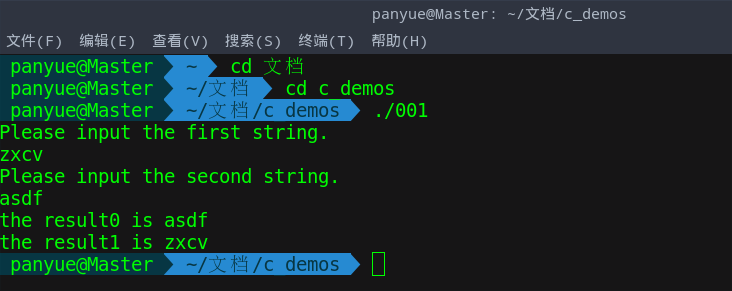 panyue@Master: ~/文档/c_demos
文件(F) 编辑(E) 查看(V) 搜索(S) 终端(T) 帮助(H)
panyue@Master ~ cd 文档
panyue@Master ~/文档 cd c demos
panyue@Master ~/文档/c demos ./001
Please input the first string.
zxcv
Please input the second string.
asdf
the result0 is asdf
the result1 is zxcv
panyue@Master ~/文档/c demos